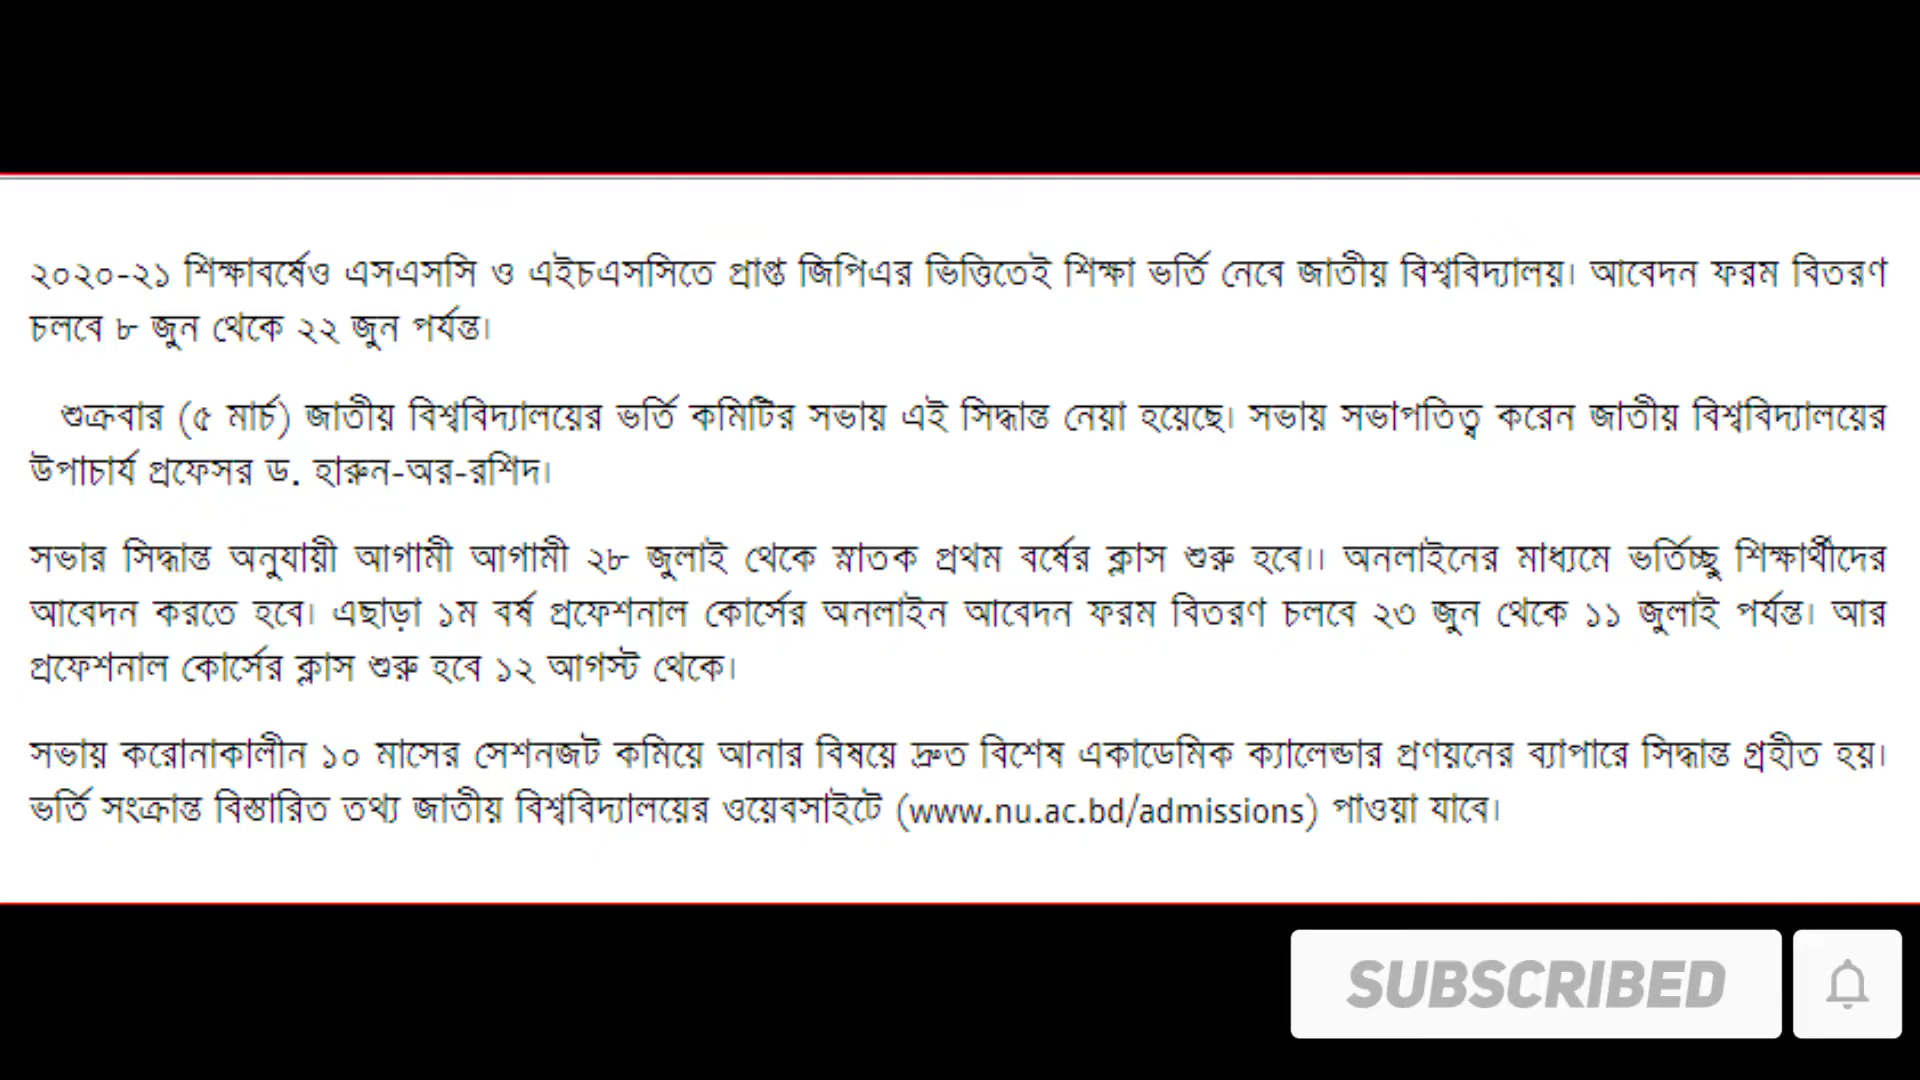 ২০২০-২১ শিক্ষাবর্ষেও এসএসসি ও এইচএসসিতে প্রাপ্ত জিপিএর ভিত্তিতেই শিক্ষা ভর্তি নেবে জাতীয় বিশ্ববিদ্যালয়। আবেদন ফরম বিতরণ
চলবে ৮ জুন থেকে ২২ জুন পর্যন্ত।
শুক্রবার (৫ মার্চ) জাতীয় বিশ্ববিদ্যালয়ের ভর্তি কমিটির সভায় এই সিদ্ধান্ত নেয়া হয়েছে। সভায় সভাপতিত্ব করেন জাতীয় বিশ্ববিদ্যালয়ের
উপাচার্য প্রফেসর ড. হারুন-অর-রশিদ।
সভার সিদ্ধান্ত অনুযায়ী আগামী আগামী ২৮ জুলাই থেকে স্নাতক প্রথম বর্ষের ক্লাস শুরু হবে।। অনলাইনের মাধ্যমে ভর্তিচ্ছু শিক্ষার্থীদের
আবেদন করতে হবে। এছাড়া ১ম বর্ষ প্রফেশনাল কোর্সের অনলাইন আবেদন ফরম বিতরণ চলবে ২৩ জুন থেকে ১১ জুলাই পর্যন্ত। আর
প্রফেশনাল কোর্সের ক্লাস শুরু হবে ১২ আগস্ট থেকে।
সভায় করোনাকালীন ১০ মাসের সেশনজট কমিয়ে আনার বিষয়ে দ্রুত বিশেষ একাডেমিক ক্যালেন্ডার প্রণয়নের ব্যাপারে সিদ্ধান্ত গ্রহীত হয়।
ভর্তি সংক্রান্ত বিস্তারিত তথ্য জাতীয় বিশ্ববিদ্যালয়ের ওয়েবসাইটে (www.nu.ac.bd/admissions) পাওয়া যাবে।
SUBSCRIBED